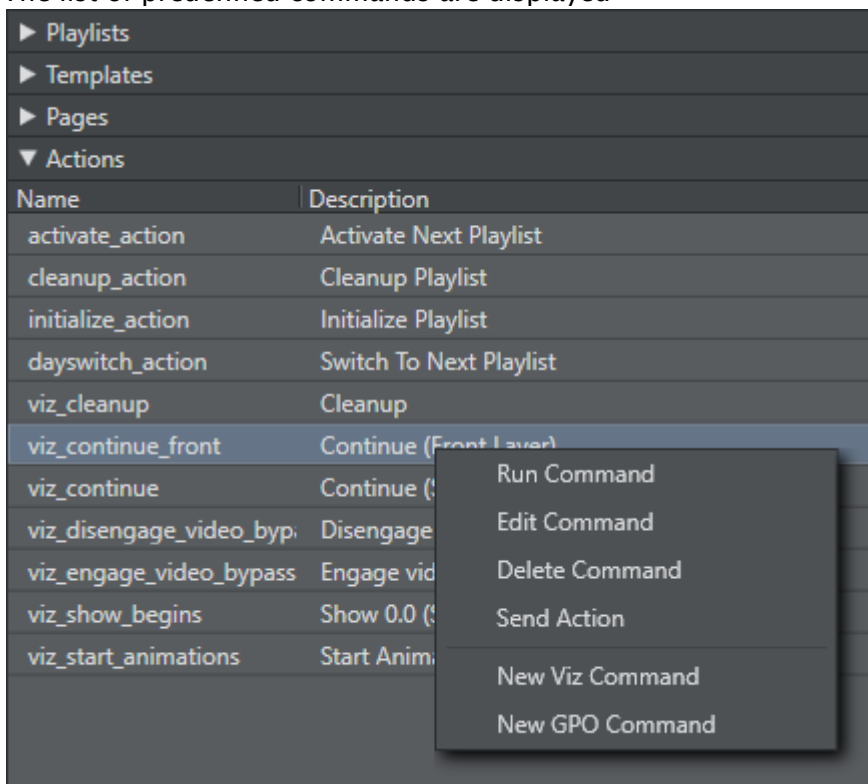 The list of predefined commands are displayed
Playlists
Templates
Pages
Actions
Name Description
activate_action Activate Next Playlist
cleanup_action Cleanup Playlist
initialize_action Initialize Playlist
dayswitch_action Switch To Next Playlist
viz_cleanup Cleanup
viz_continue_front Continue (Front Layer)
viz_continue Continue (
viz_disengage_video_byp Disengage
viz_engage_video_bypass Engage vid
viz_show_begins Show 0.0 (
viz_start_animations Start Anim
Run Command
Edit Command
Delete Command
Send Action
New Viz Command
New GPO Command